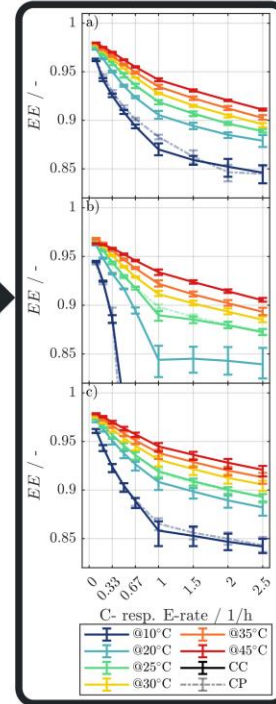 a)
1
0.95
0.9
0.85
EE / -
b)
1
0.95
0.9
0.85
EE / -
c)
1
0.95
0.9
0.85
EE / -
0
0.33
0.67
1
1.5
2
2.5
C- resp. E-rate / 1/h
@10°C
@35°C
@20°C
@45°C
@25°C
CC
@30°C
CP